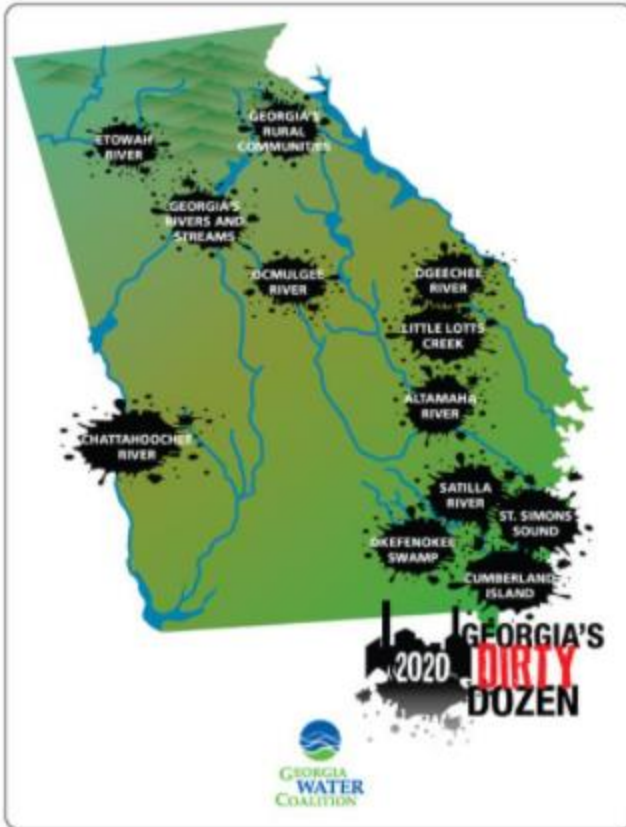 GEORGIA'S
RURAL
COMMUNITIES
ETOWAH
RIVER
GEORGIA'S
RIVERS AND
STREAMS
OCMULGEE
RIVER
OGEECHEE
RIVER
LITTLE LOTTS
CREEK
ALTAMAHA
RIVER
CHATTAHOOCHEE
RIVER
SATILLA
RIVER
ST. SIMONS
SOUND
OKEFENOKEE
SWAMP
CUMBERLAND
ISLAND
2020
GEORGIA'S
DIRTY
DOZEN
GEORGIA
WATER
COALITION